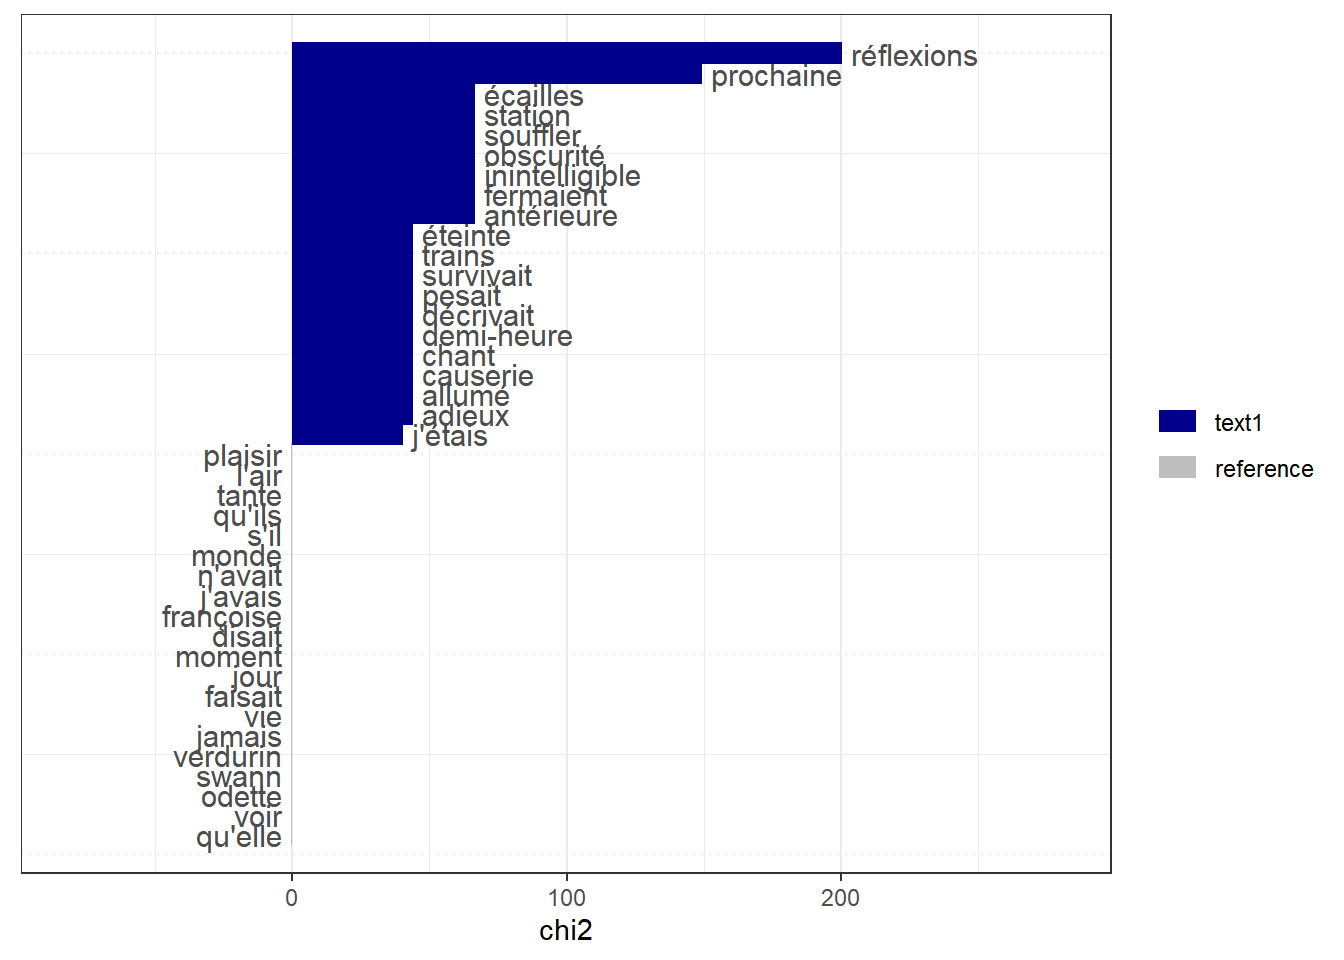 réflexions
prochaine
écailles
station
souffler
obscurité
inintelligible
fermaient
antérieure
éteinte
trains
survivait
pesait
décrivait
demi-heure
chant
causerie
allumé
adieux
j'étais
plaisir
l'air
tante
qu'ils
s'il
monde
n'avait
j'avais
françoise
disait
moment
jour
faisait
vie
jamais
verdurin
swann
odette
voir
qu'elle
0 100 200
chi2
text1
reference